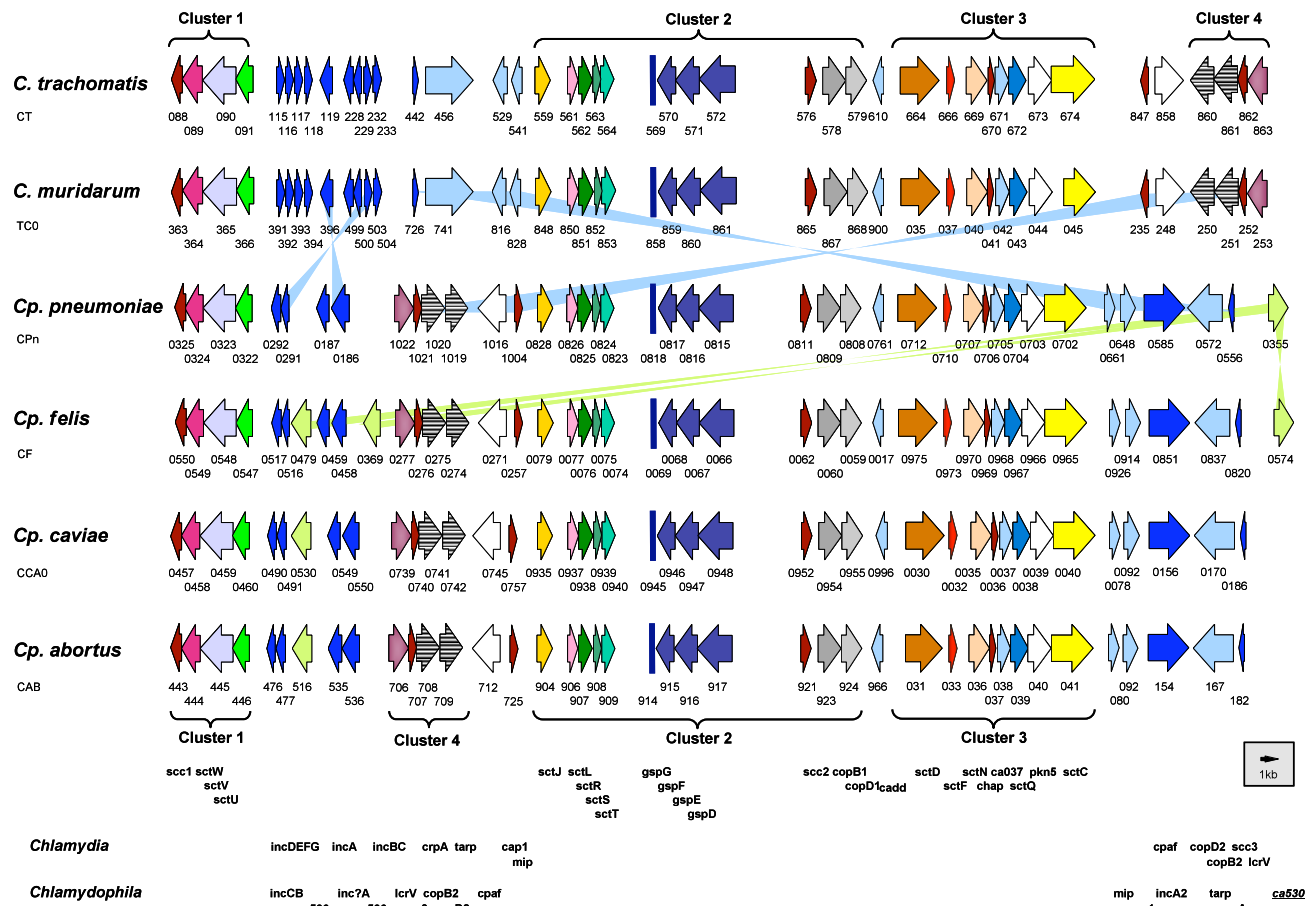 Cluster 1 Cluster 2 Cluster 3 Cluster 4
C. trachomatis
CT
088 090 115 117 119 228 232 442 456 529 559 561 563 570 572 576 579 610 664 666 669 671 673 674 847 858 860 862
089 091 116 118 229 233 541 562 564 569 571 578 670 672 861 863
C. muridarum
TC0
363 365 391 393 396 499 503 726 741 816 848 850 852 859 861 865 868 900 035 037 040 042 044 045 235 248 250 252
364 366 392 394 500 504 828 851 853 858 860 867 041 043 251 253
Cp. pneumoniae
CPn
0325 0323 0292 0187 1022 1020 1016 0828 0826 0824 0817 0815 0811 0808 0761 0712 0707 0705 0703 0702 0648 0585 0572 0355
0324 0322 0291 0186 1021 1019 1004 0825 0823 0818 0816 0809 0710 0706 0704 0661 0556
Cp. felis
CF
0550 0548 0517 0479 0459 0369 0277 0275 0271 0079 0077 0075 0068 0066 0062 0059 0017 0975 0970 0968 0966 0965 0914 0851 0837 0574
0549 0547 0516 0458 0276 0274 0257 0076 0074 0069 0067 0060 0973 0969 0967 0926 0820
Cp. caviae
CCA0
0457 0459 0490 0530 0549 0739 0741 0745 0935 0937 0939 0946 0948 0952 0955 0996 0030 0035 0037 0039 0040 0092 0156 0170
0458 0460 0491 0550 0740 0742 0757 0938 0940 0945 0947 0954 0032 0036 0038 0078 0186
Cp. abortus
CAB
443 445 476 516 535 706 708 712 904 906 908 915 917 921 924 966 031 033 036 038 040 041 092 154 167
444 446 477 536 707 709 725 907 909 914 916 923 037 039 080 182
Cluster 1 Cluster 4 Cluster 2 Cluster 3
scc1 sctW sctJ sctL gspG scc2 copB1 sctD sctN ca037 pkn5 sctC
sctV sctR gspF copD1 cadd sctF chap sctQ
sctU sctS gspE
sctT gspD
1kb
Chlamydia incDEFG incA incBC crpA tarp cap1 cpaf copD2 scc3
mip copB2 lcrV
Chlamydophila incCB inc?A lcrV copB2 cpaf mip incA2 tarp ca530